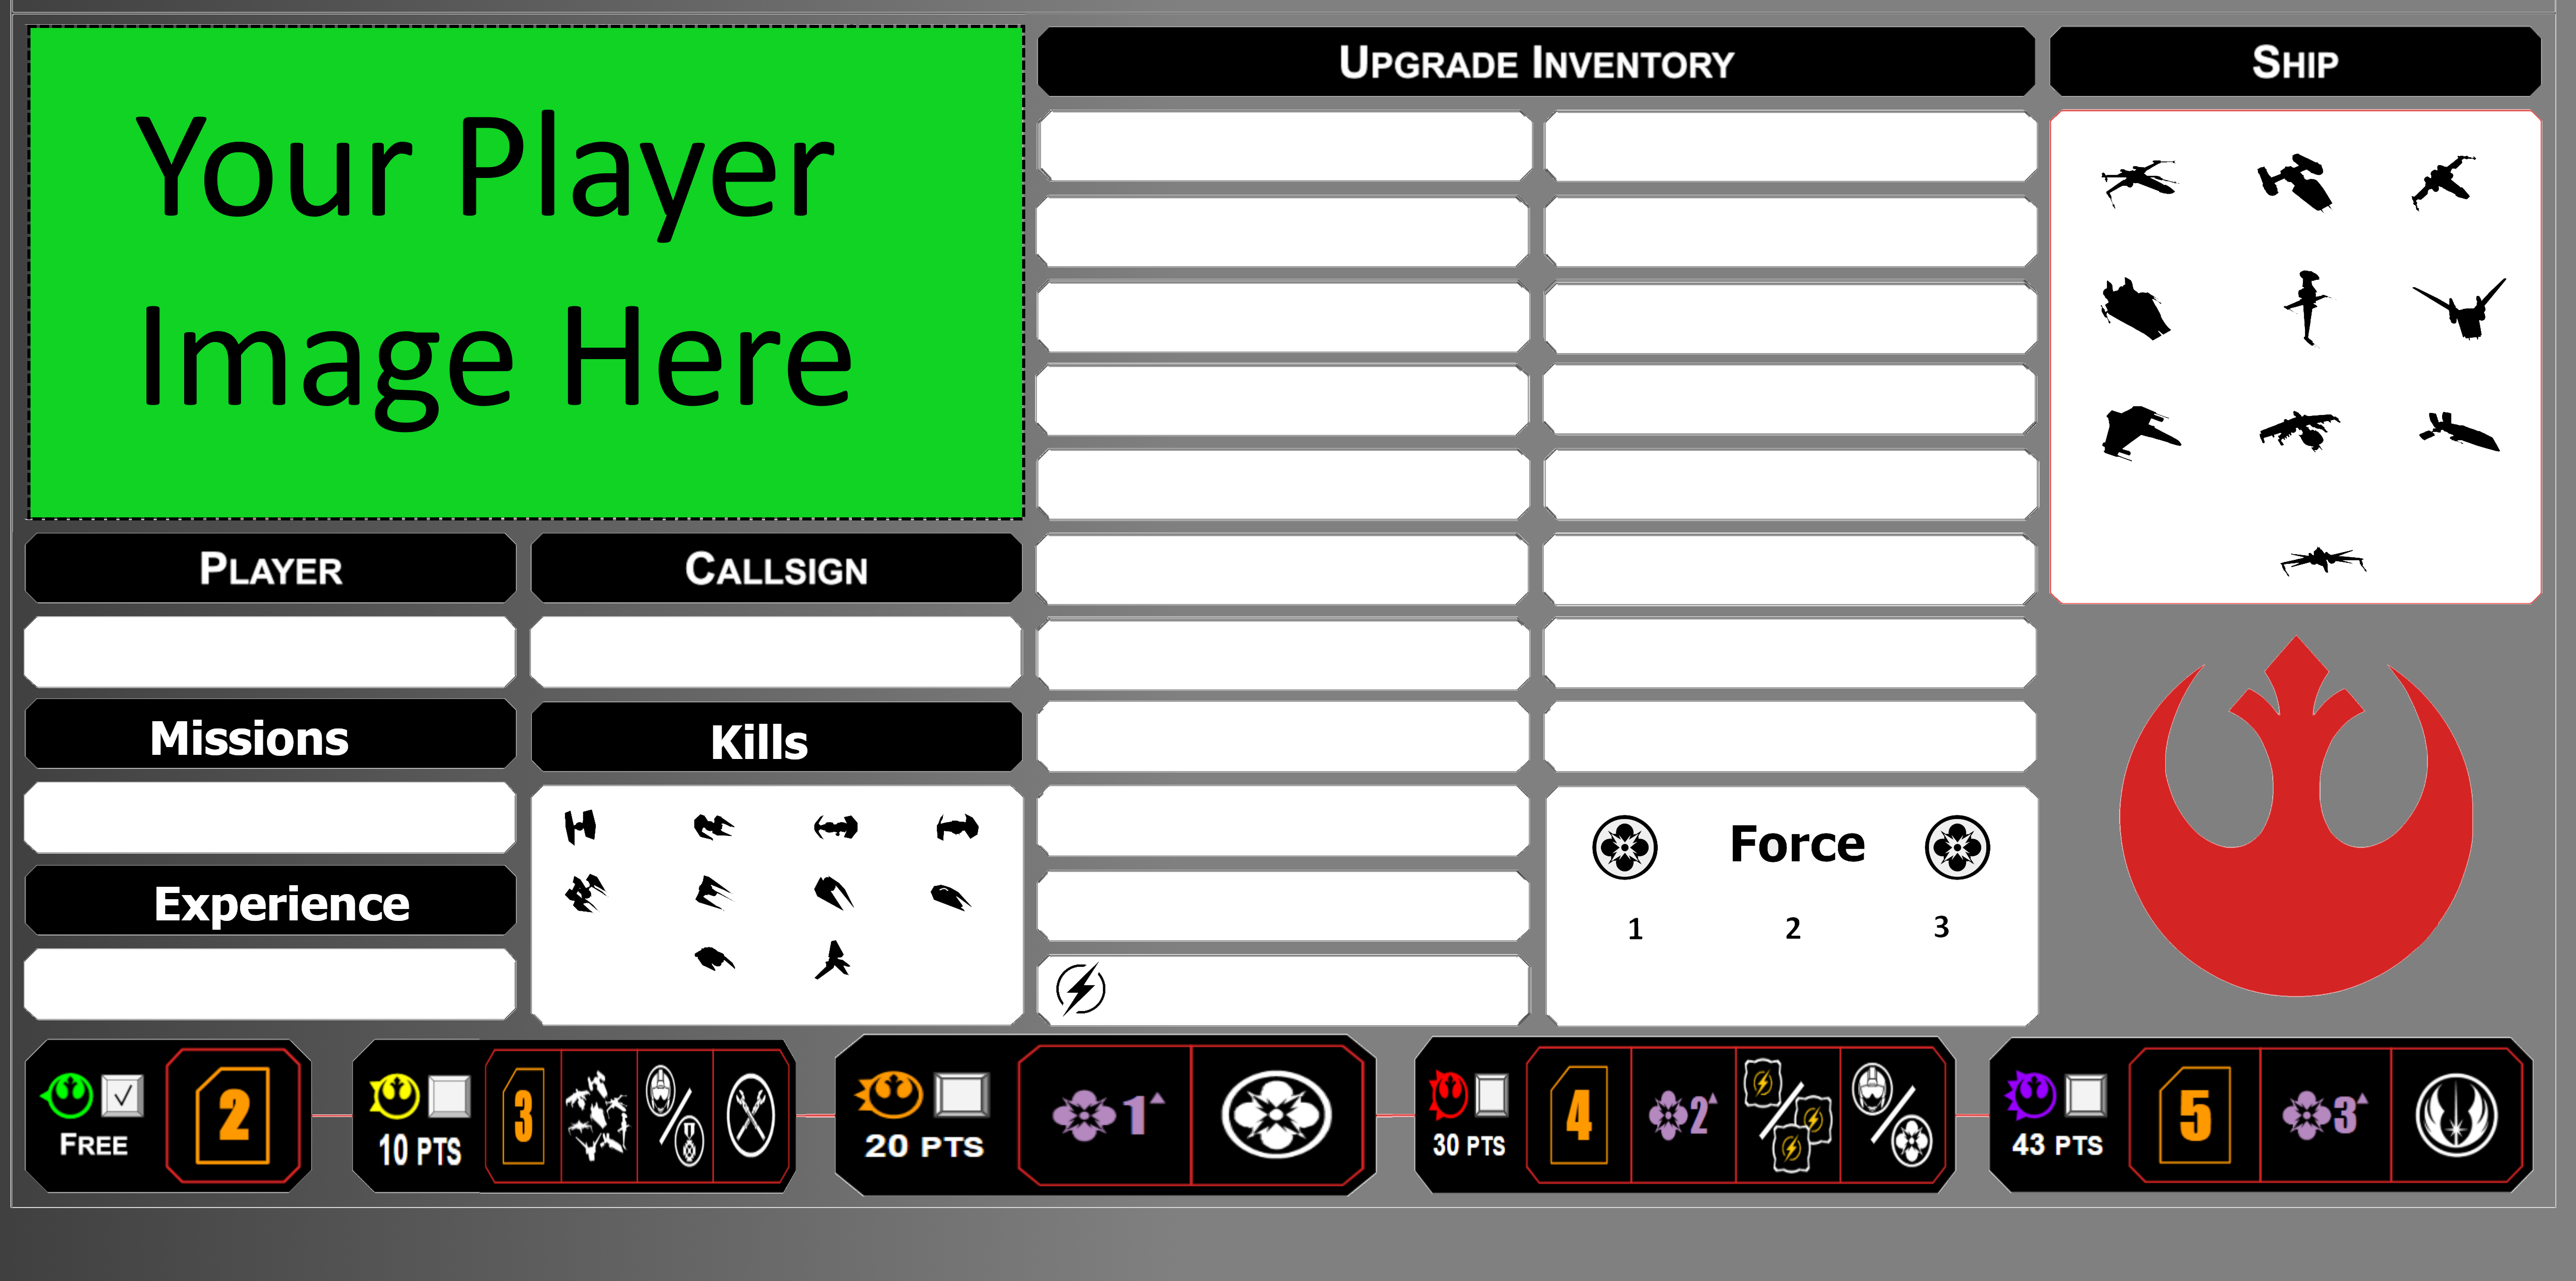 Your Player
Image Here
UPGRADE INVENTORY
SHIP
PLAYER
CALLSIGN
Missions
Kills
Experience
Force
1 2 3
FREE
2
10 PTS
3
20 PTS
1
30 PTS
4
2
43 PTS
5
3